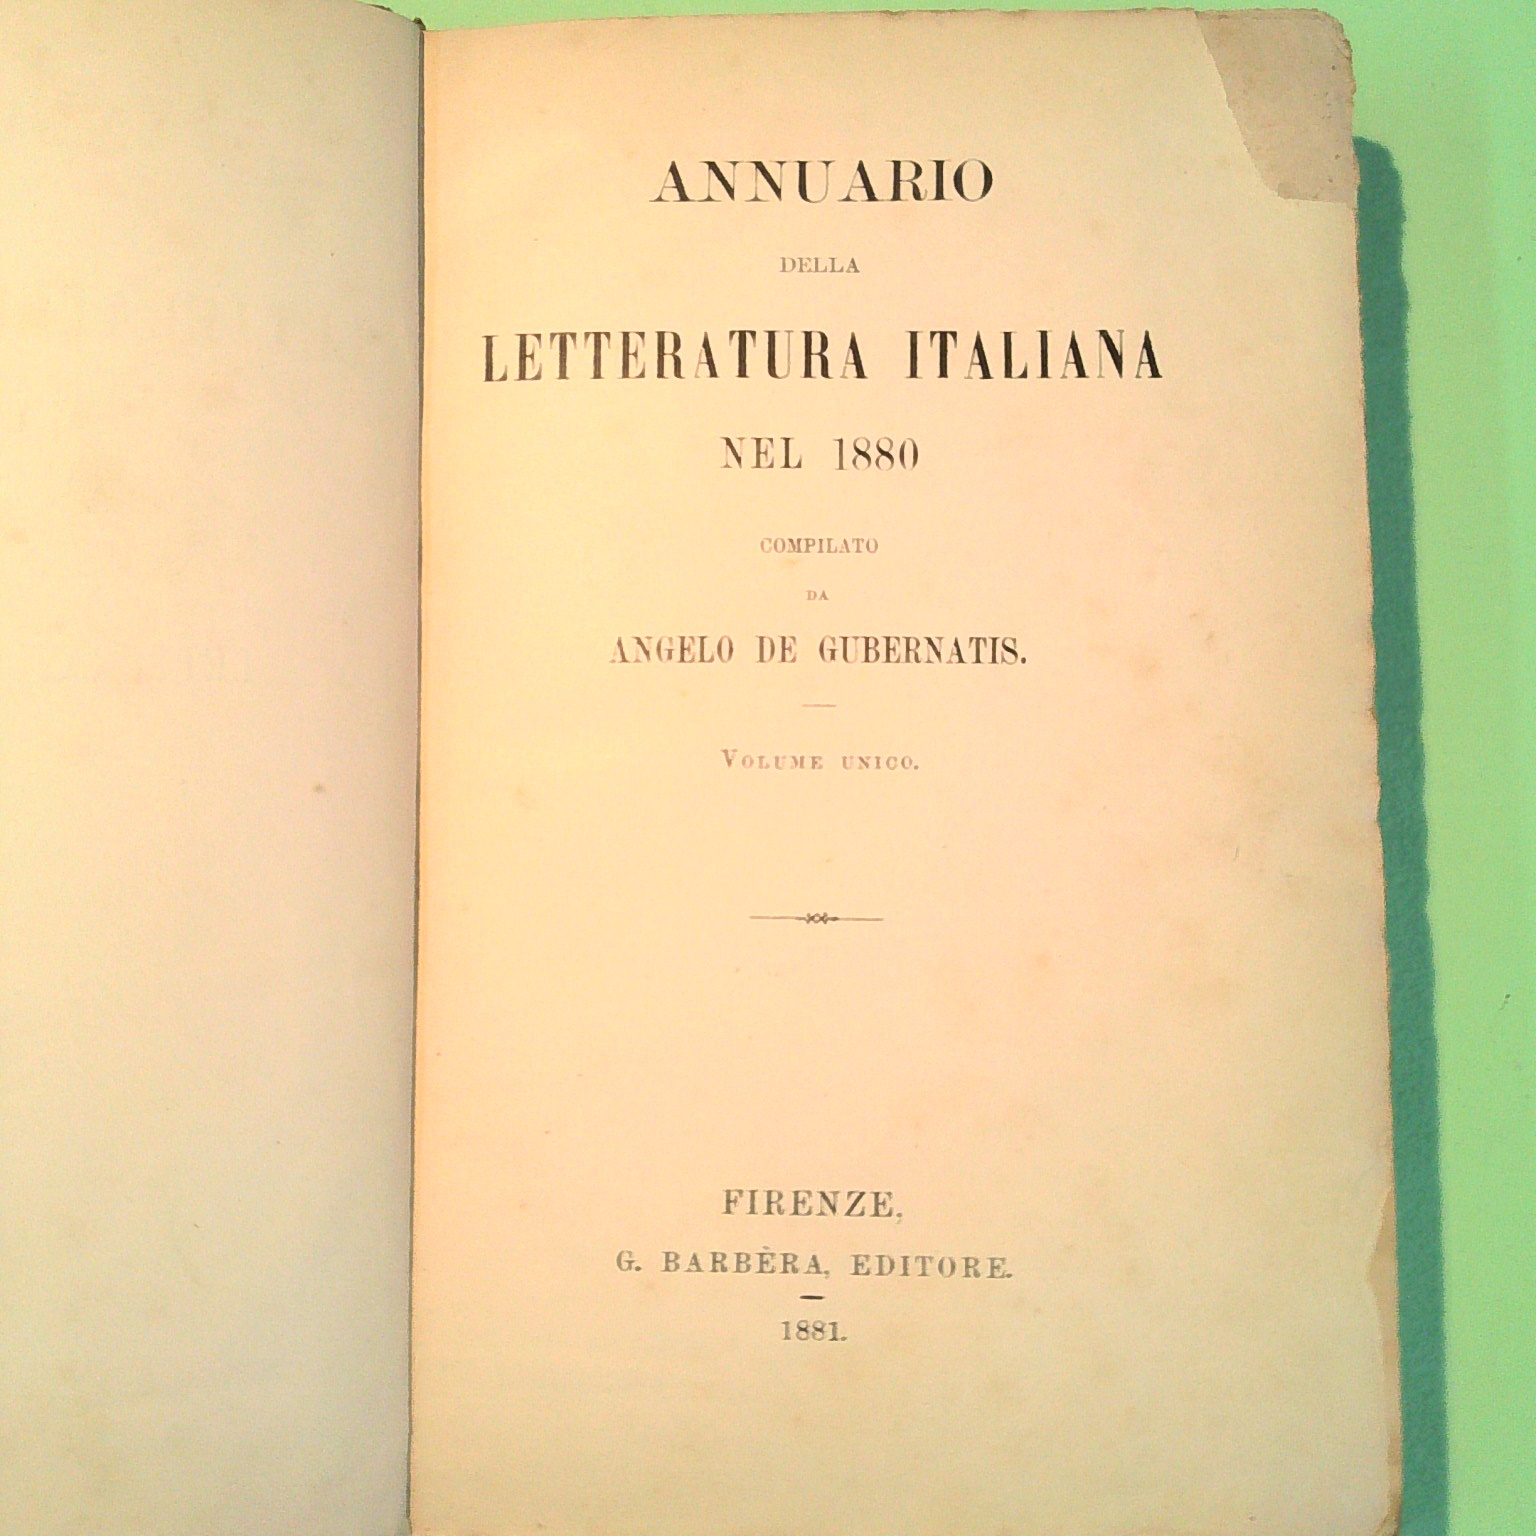 ANNUARIO
DELLA
LETTERATURA ITALIANA
NEL 1880
COMPILATO
DA
ANGELO DE GUBERNATIS.
VOLUME UNICO.
FIRENZE,
G. BARBÈRA, EDITORE.
1881.